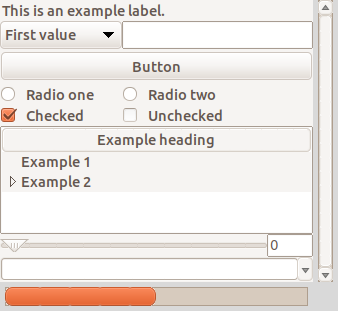 This is an example label.
First value
Button
Radio one Radio two
Checked Unchecked
Example heading
Example 1
Example 2
0